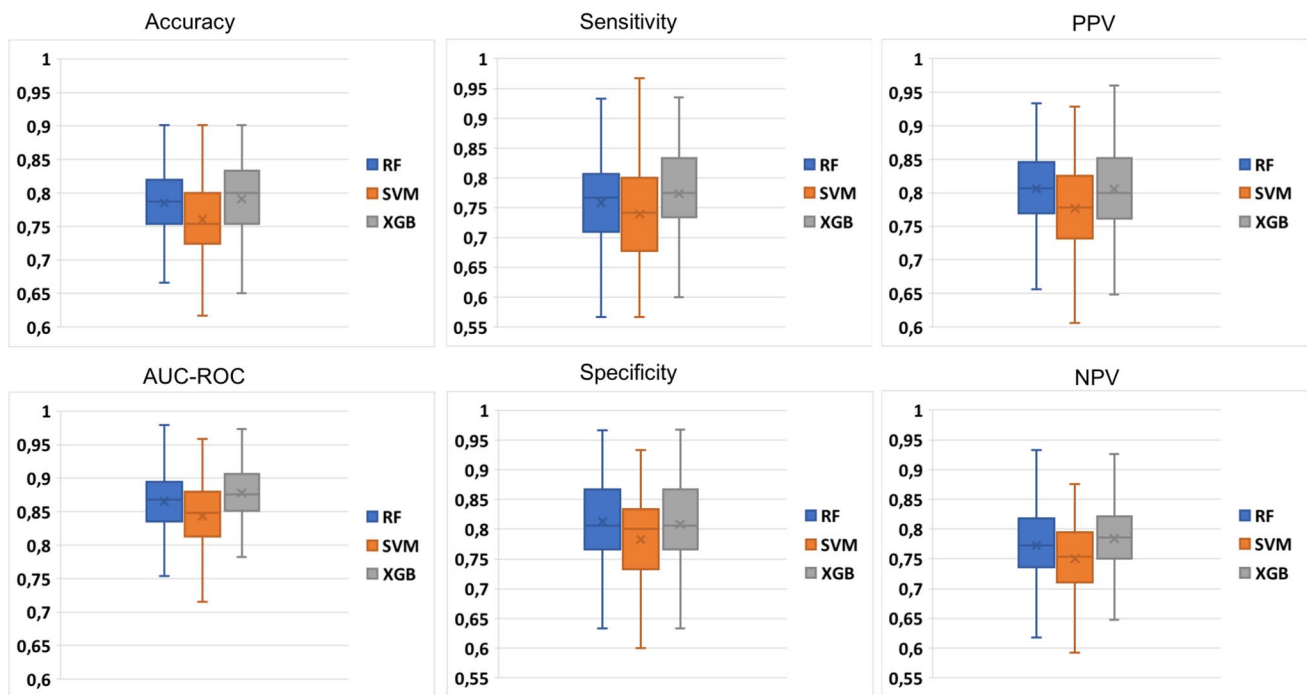 Accuracy
1
0,95
0,9
0,85
0,8
0,75
0,7
0,65
0,6
RF
SVM
XGB
Sensitivity
1
0,95
0,9
0,85
0,8
0,75
0,7
0,65
0,6
0,55
RF
SVM
XGB
PPV
1
0,95
0,9
0,85
0,8
0,75
0,7
0,65
0,6
RF
SVM
XGB
AUC-ROC
1
0,95
0,9
0,85
0,8
0,75
0,7
0,65
0,6
RF
SVM
XGB
Specificity
1
0,95
0,9
0,85
0,8
0,75
0,7
0,65
0,6
0,55
RF
SVM
XGB
NPV
1
0,95
0,9
0,85
0,8
0,75
0,7
0,65
0,6
0,55
RF
SVM
XGB